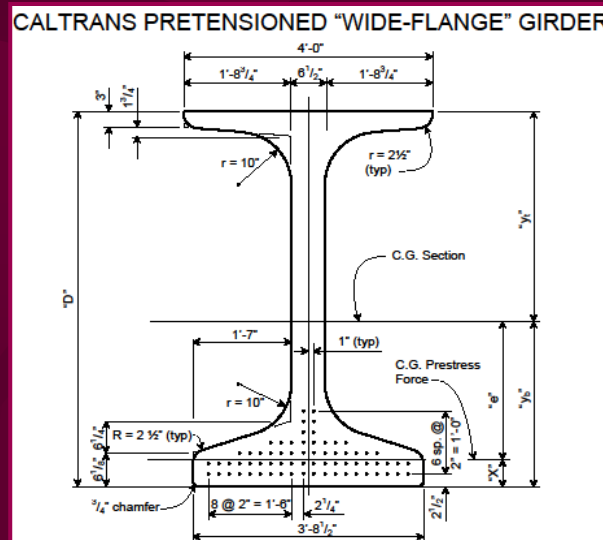 CALTRANS PRETENSIONED “WIDE-FLANGE” GIRDER
4'-0"
1'-8³/₄" 6¹/₂" 1'-8³/₄"
3"
1³/₄"
r = 10"
r = 2½"
(typ)
"yₜ"
C.G. Section
"D"
1'-7"
1" (typ)
C.G. Prestress
Force
r = 10"
"e"
"y_b"
R = 2 ½" (typ)
6¹/₄"
6 sp. @
2" = 1'-0"
6¹/₈"
"X"
³/₄" chamfer
8 @ 2" = 1'-6"
2¹/₄"
2¹/₂"
3'-8¹/₂"